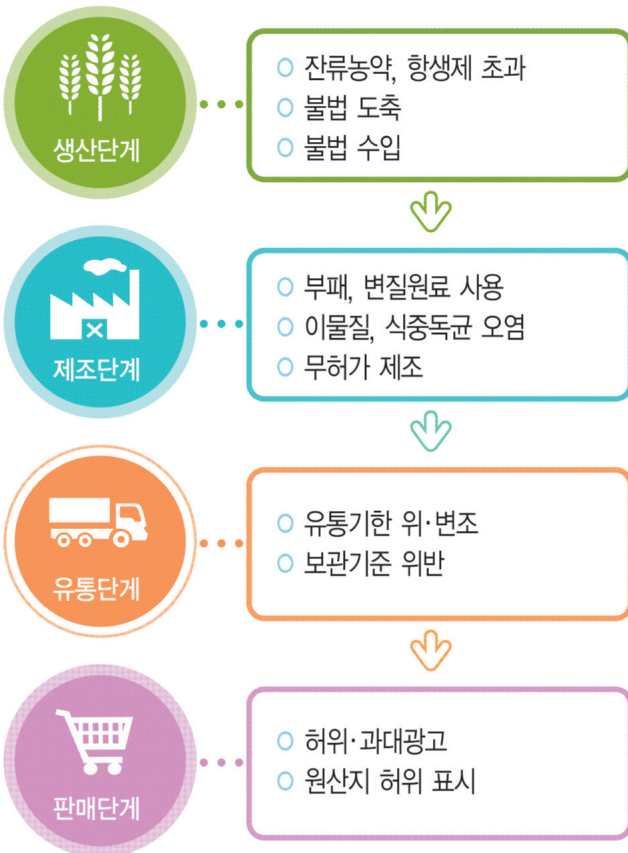 생산단계
잔류농약, 항생제 초과
불법 도축
불법 수입
제조단계
부패, 변질원료 사용
이물질, 식중독균 오염
무허가 제조
유통단계
유통기한 위·변조
보관기준 위반
판매단계
허위·과대광고
원산지 허위 표시